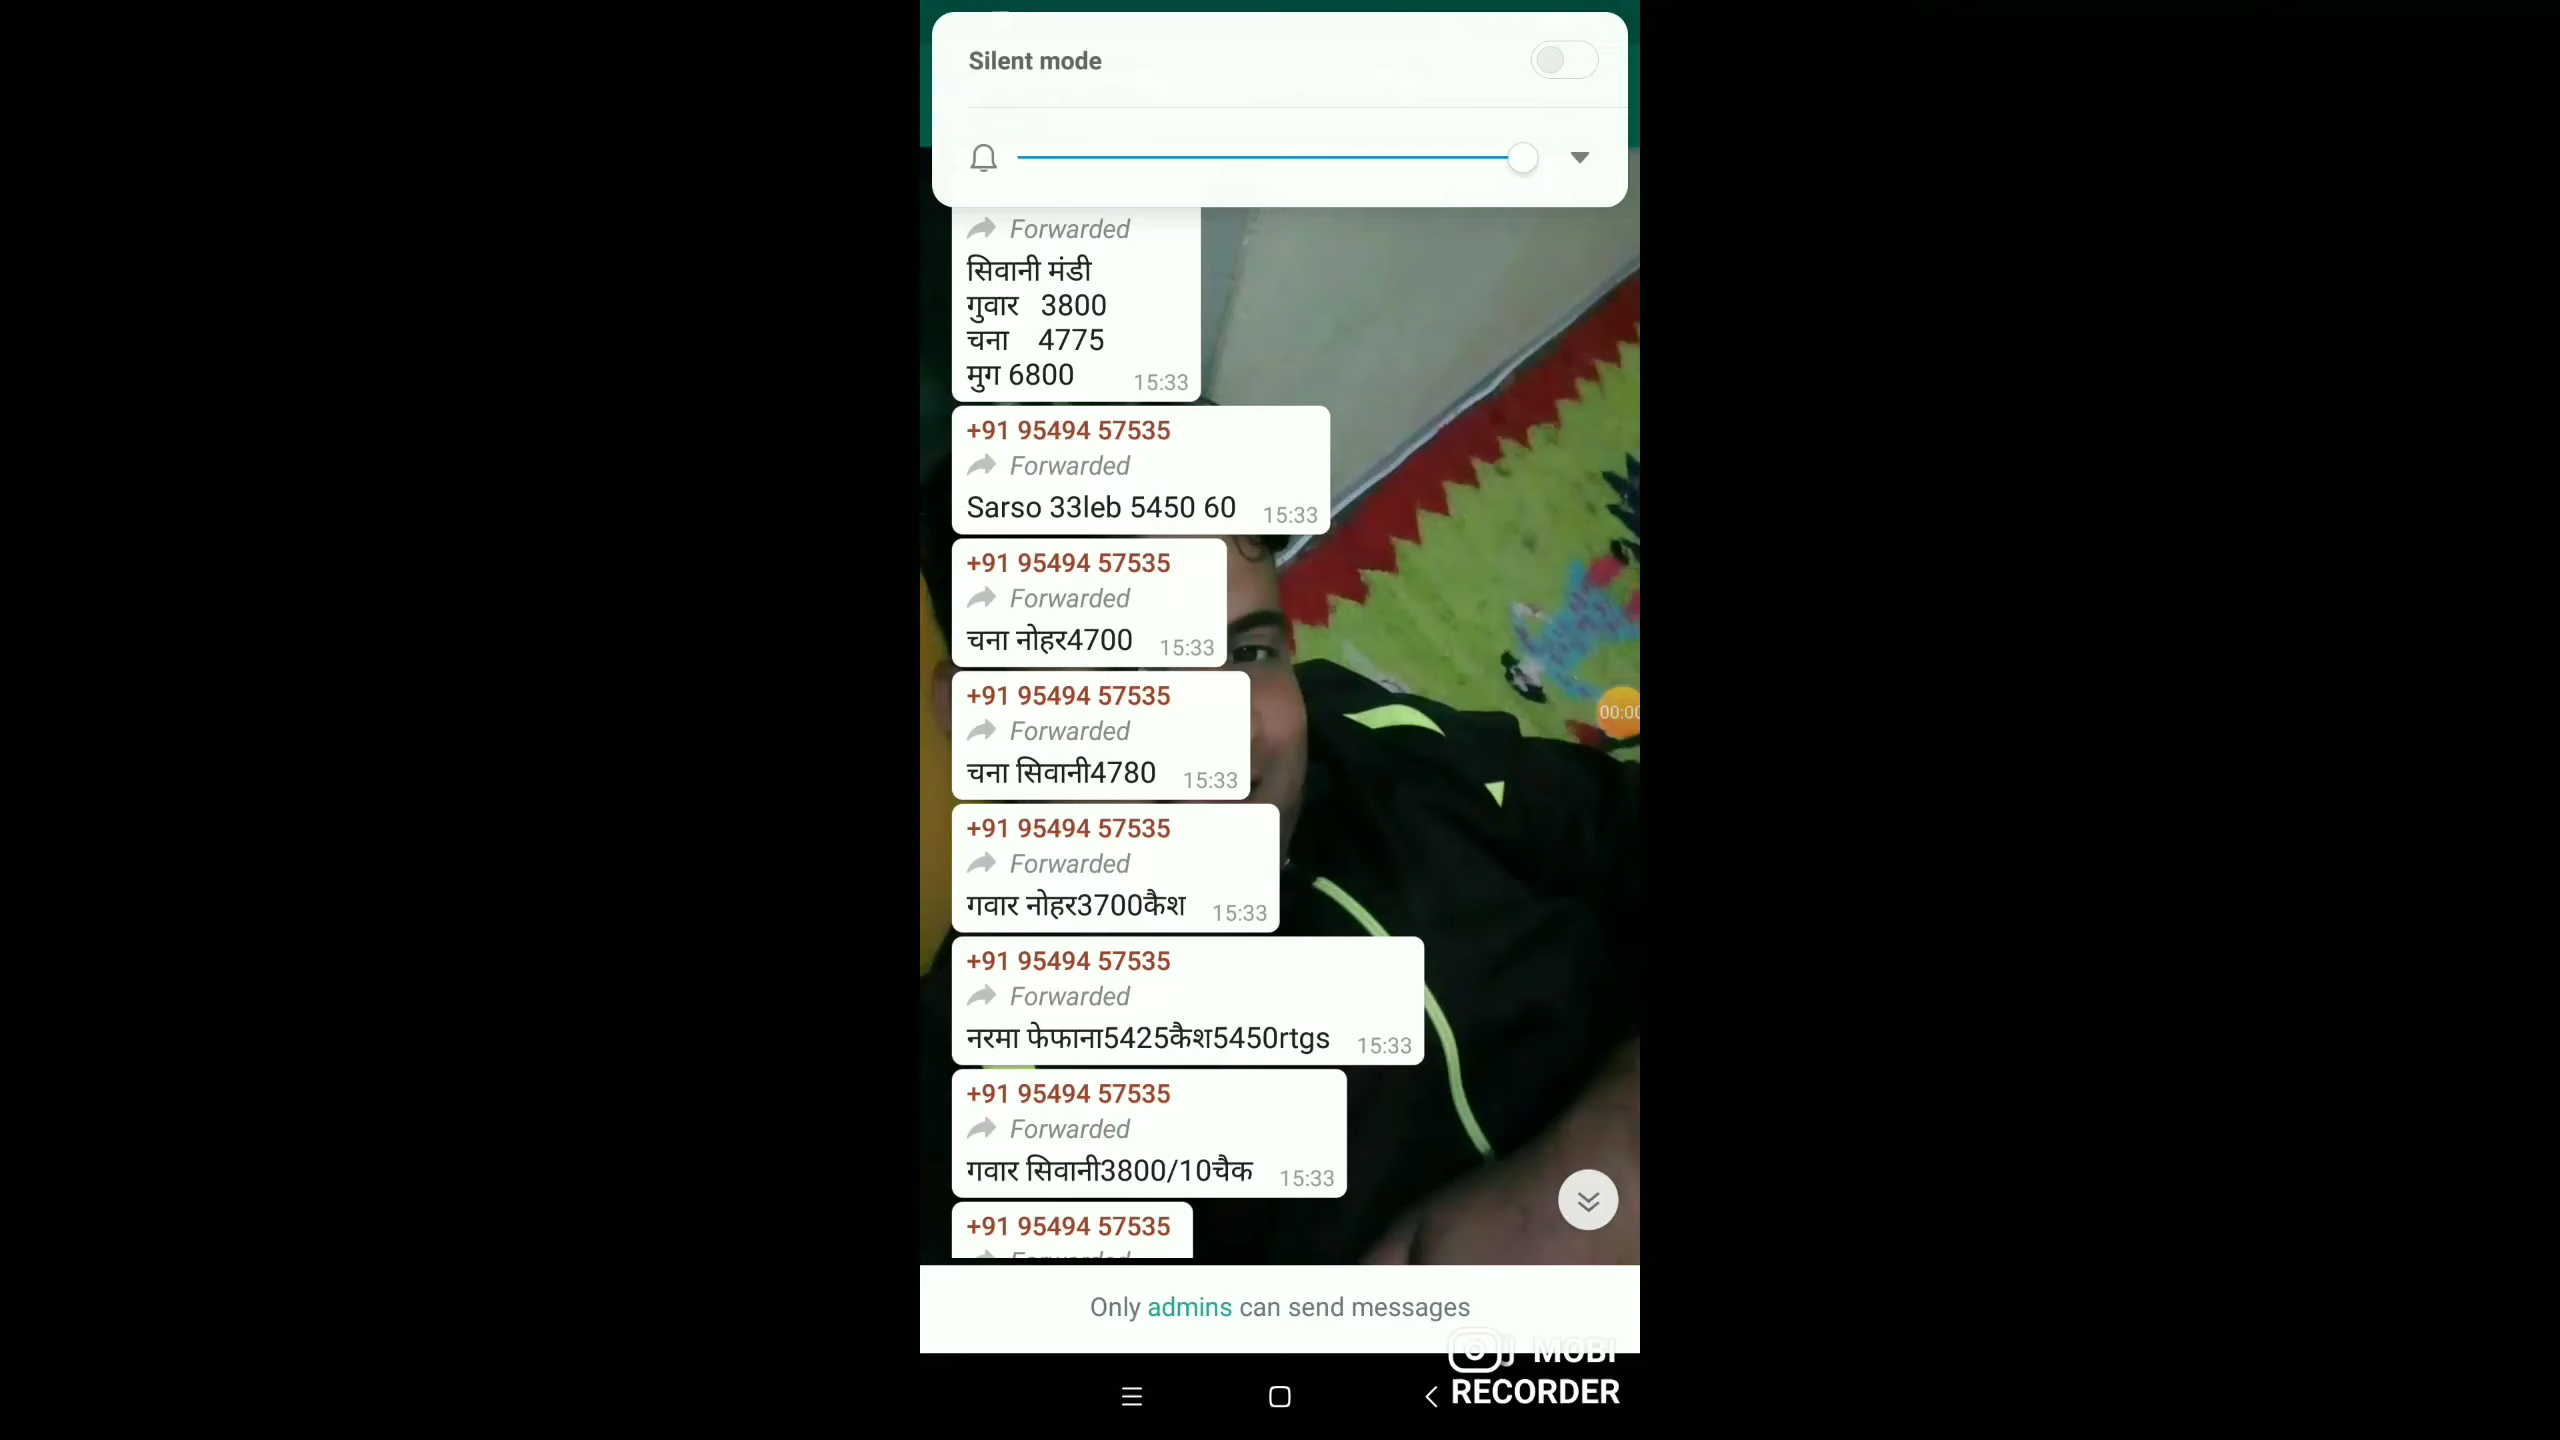 Silent mode
Forwarded
सिवानी मंडी
गुवार 3800
चना 4775
मुग 6800 15:33
+91 95494 57535
Forwarded
Sarso 33leb 5450 60 15:33
+91 95494 57535
Forwarded
चना नोहर4700 15:33
+91 95494 57535
Forwarded
चना सिवानी4780 15:33
+91 95494 57535
Forwarded
गवार नोहर3700कैश 15:33
+91 95494 57535
Forwarded
नरमा फेफाना5425कैश5450rtgs 15:33
+91 95494 57535
Forwarded
गवार सिवानी3800/10चैक 15:33
+91 95494 57535
Forwarded
Only admins can send messages
MOBI
RECORDER